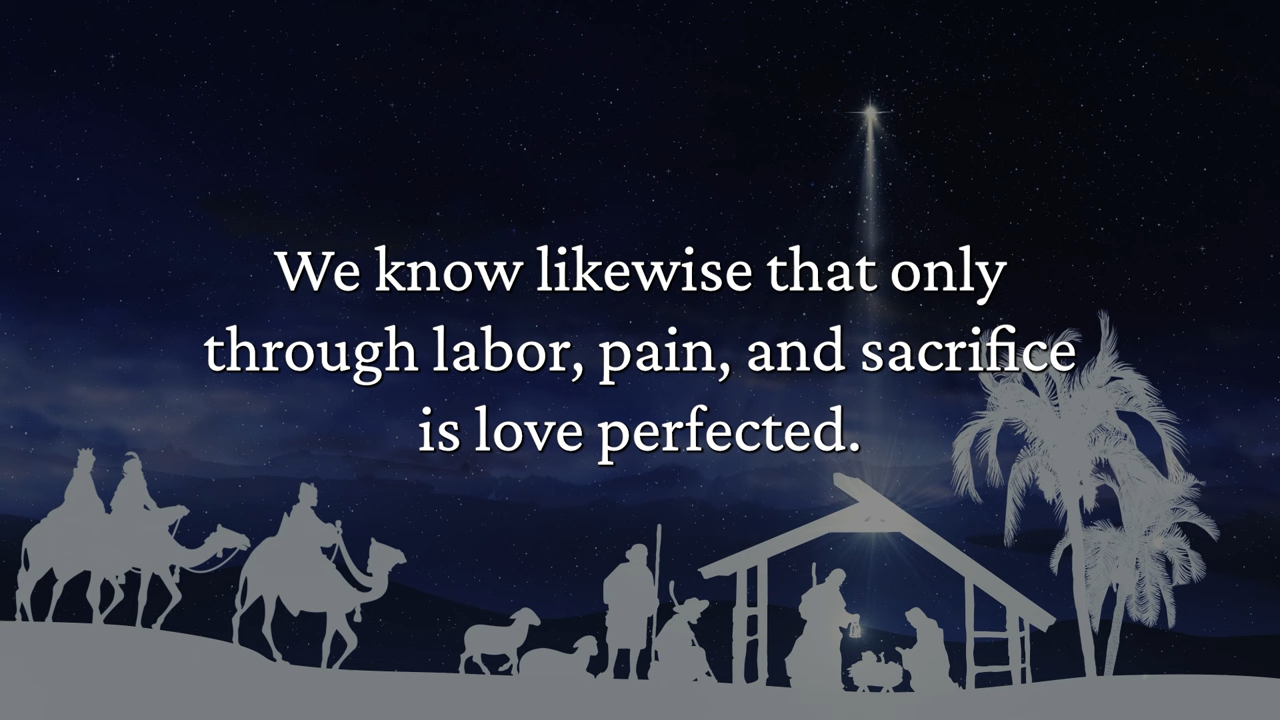 We know likewise that only
through labor, pain, and sacrifice
is love perfected.